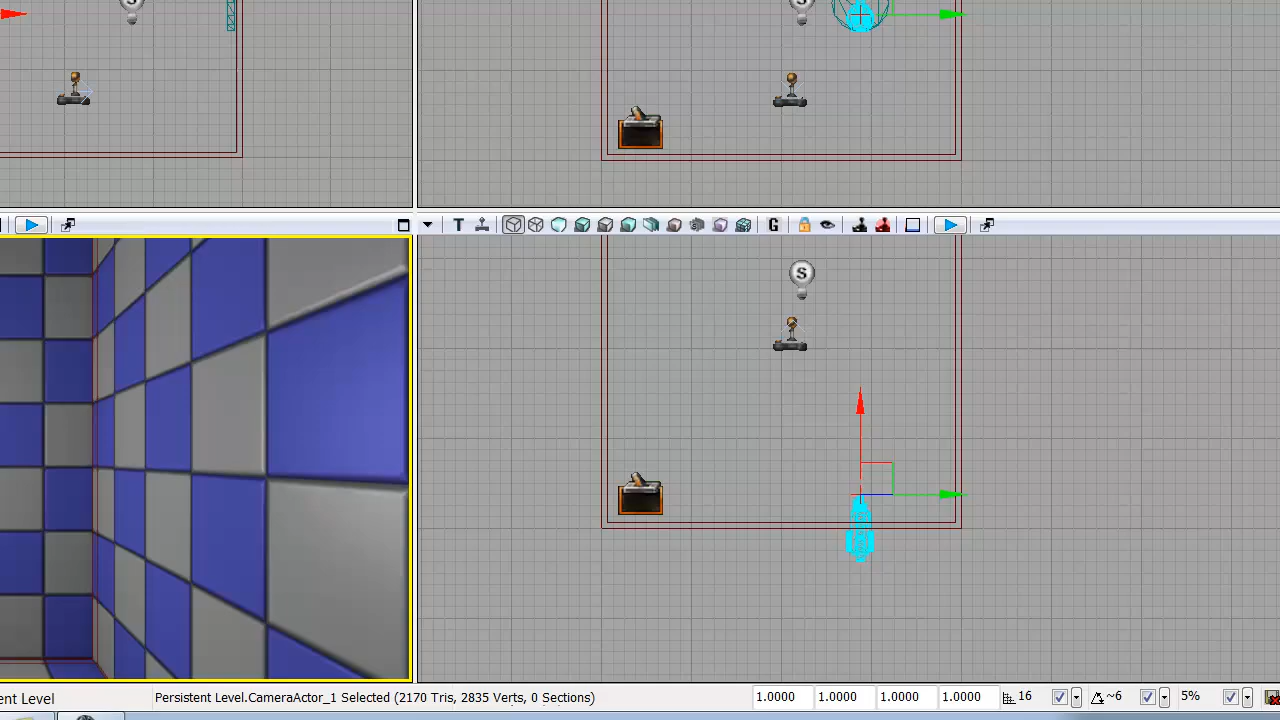 S
S
T
G
S
ent Level
Persistent Level.CameraActor_1 Selected (2170 Tris, 2835 Verts, 0 Sections)
1.0000 1.0000 1.0000 1.0000 16 ~6 5%